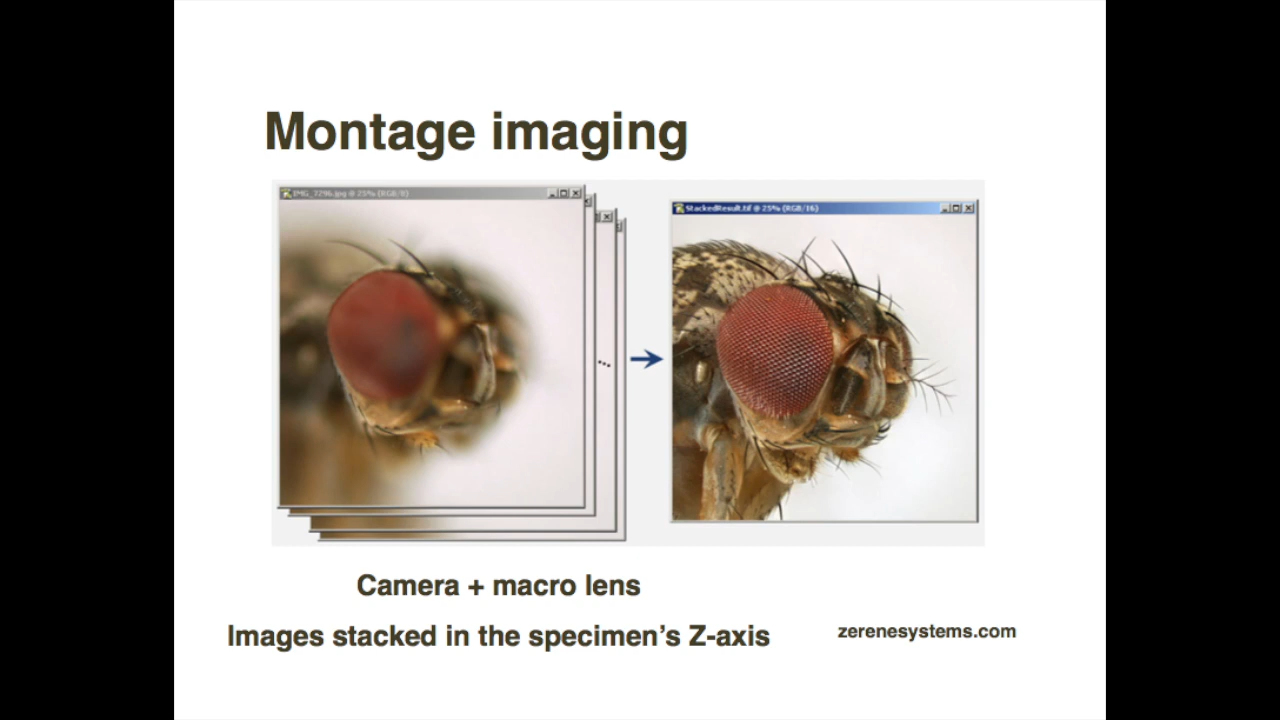 Montage imaging
IMG_7296.jpg @ 25% (RGB/8)
StackedResult.tif @ 25% (RGB/16)
...
Camera + macro lens
Images stacked in the specimen’s Z-axis
zerenesystems.com